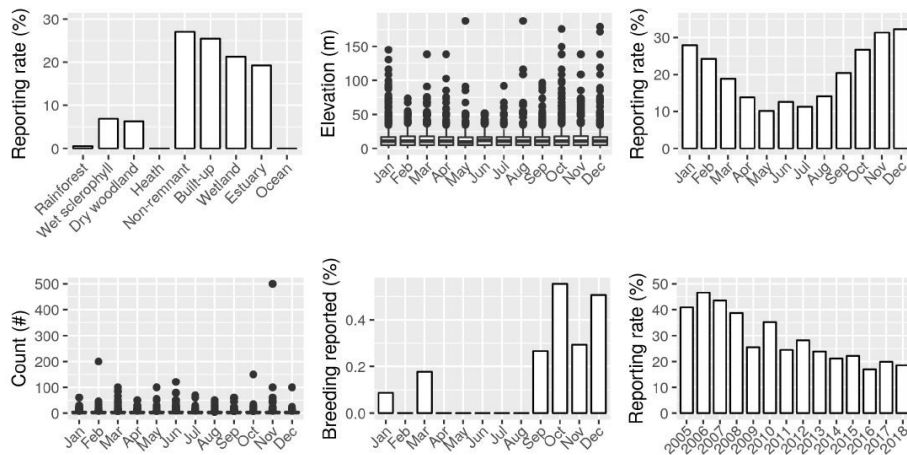 Reporting rate (%)
30
20
10
0
Rainforest
Wet sclerophyll
Dry woodland
Heath
Non-remnant
Built-up
Wetland
Estuary
Ocean
Elevation (m)
150
100
50
0
Jan
Feb
Mar
Apr
May
Jun
Jul
Aug
Sep
Oct
Nov
Dec
Reporting rate (%)
30
20
10
0
Jan
Feb
Mar
Apr
May
Jun
Jul
Aug
Sep
Oct
Nov
Dec
Count (#)
500
400
300
200
100
0
Jan
Feb
Mar
Apr
May
Jun
Jul
Aug
Sep
Oct
Nov
Dec
Breeding reported (%)
0.4
0.2
0.0
Jan
Feb
Mar
Apr
May
Jun
Jul
Aug
Sep
Oct
Nov
Dec
Reporting rate (%)
50
40
30
20
10
0
2005
2006
2007
2008
2009
2010
2011
2012
2013
2014
2015
2016
2017
2018